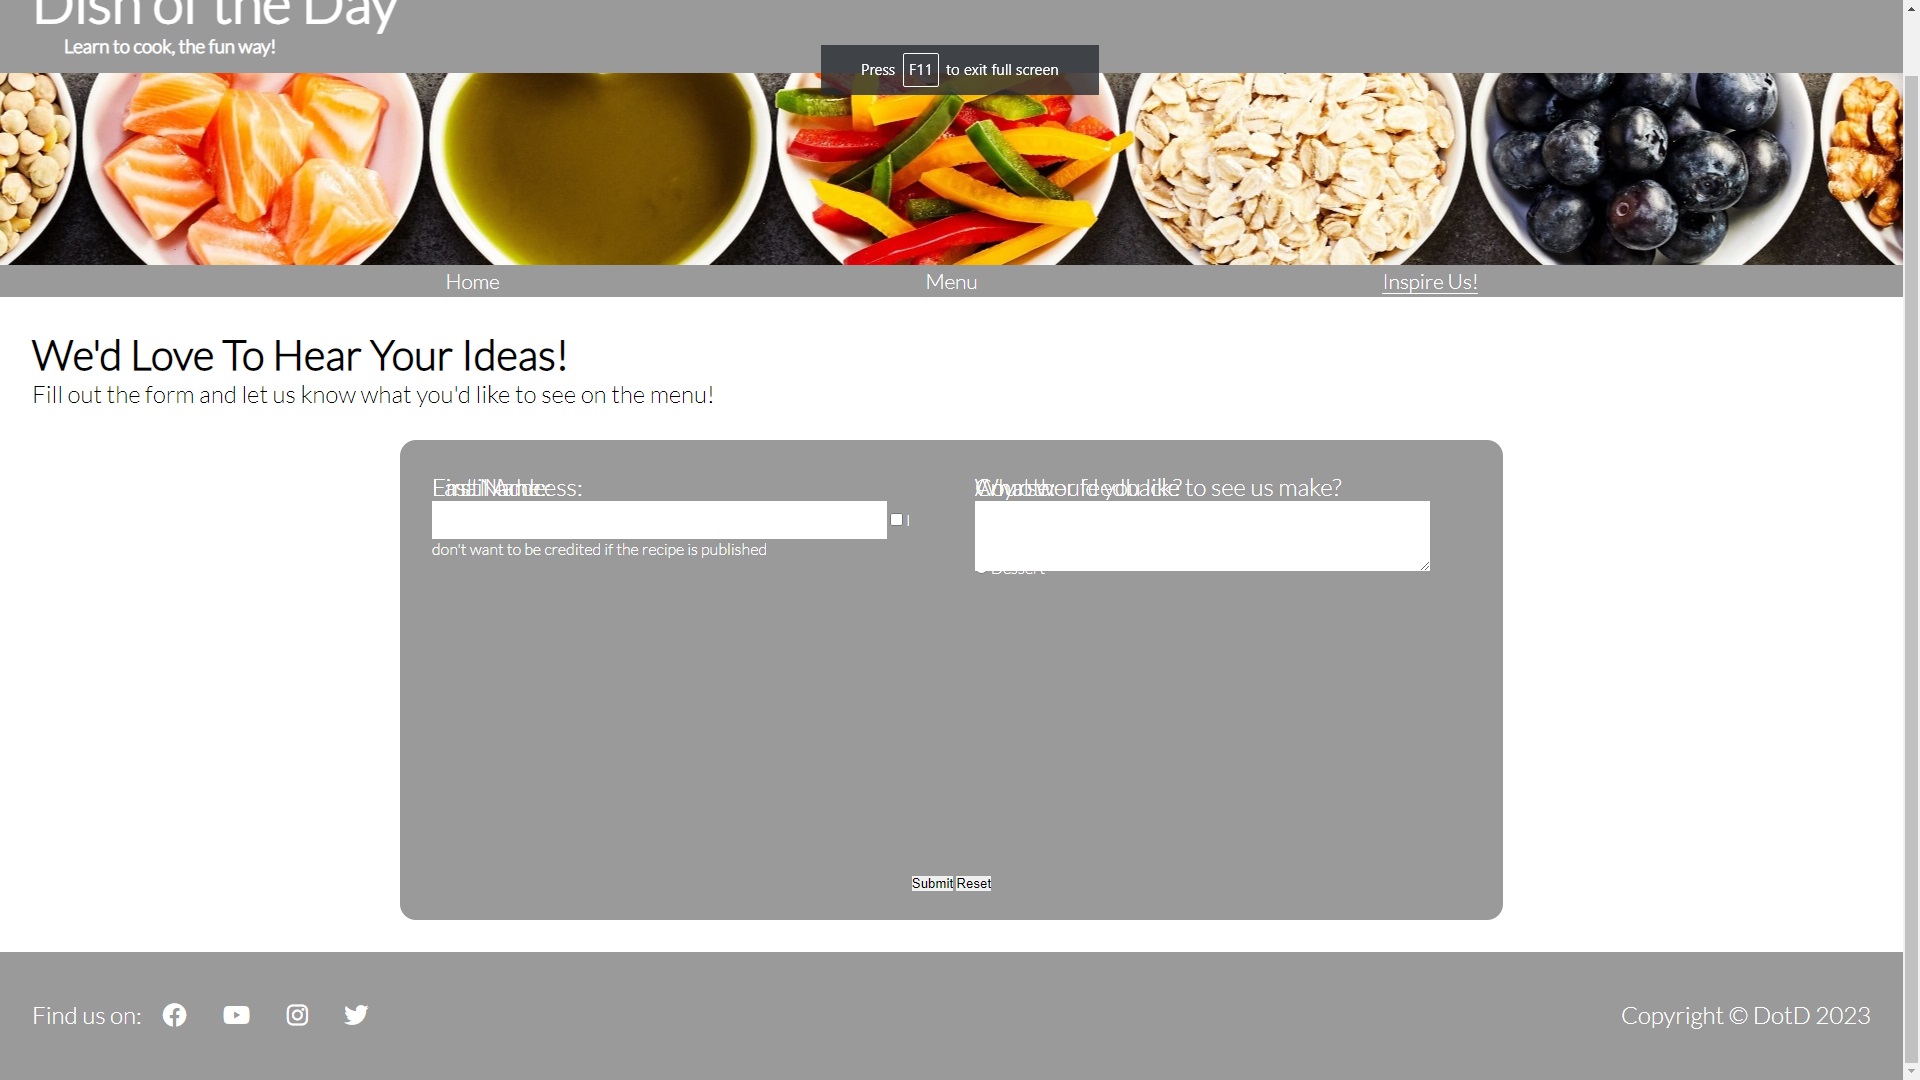 Dish of the Day
Learn to cook, the fun way!
Press F11 to exit full screen
Home Menu Inspire Us!
We'd Love To Hear Your Ideas!
Fill out the form and let us know what you'd like to see on the menu!
I
don't want to be credited if the recipe is published
to see us make?
Dessert
Submit Reset
Find us on: Copyright © DotD 2023